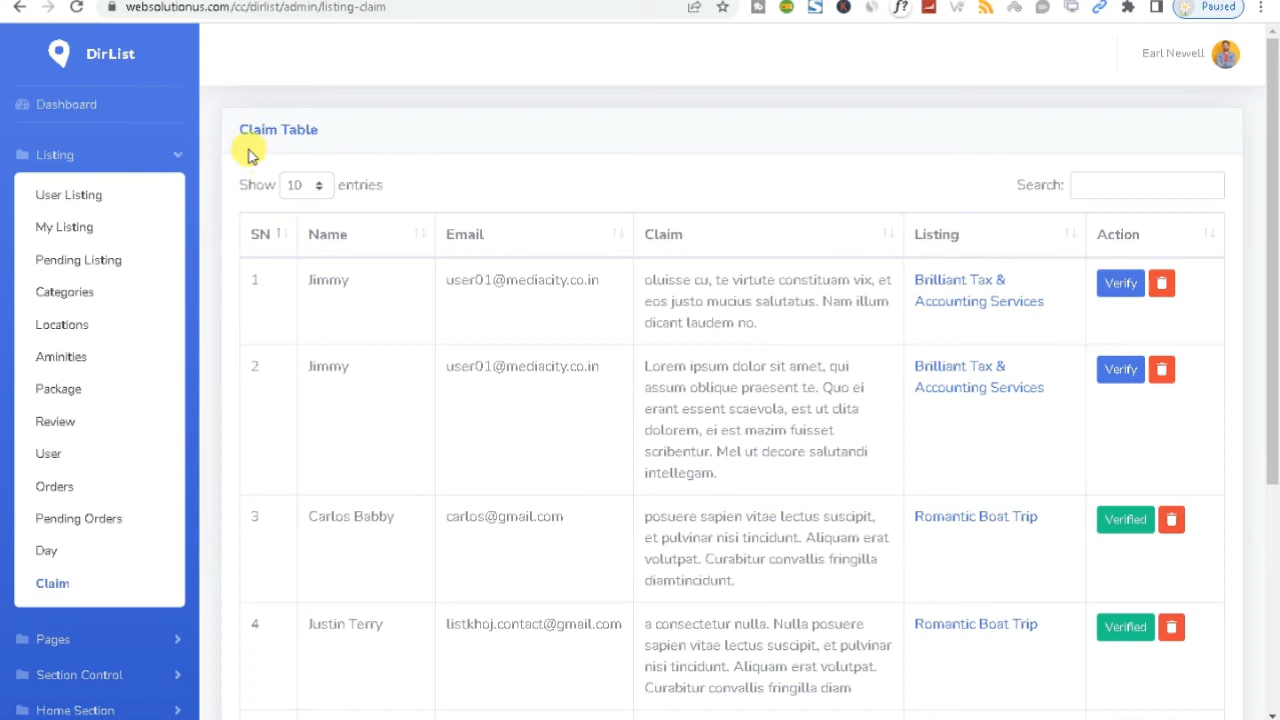 websolutionus.com/cc/dirlist/admin/listing-claim
Paused
DirList
Earl Newell
Dashboard
Listing
User Listing
My Listing
Pending Listing
Categories
Locations
Aminities
Package
Review
User
Orders
Pending Orders
Day
Claim
Pages
Section Control
Home Section
Claim Table
Show 10 entries
Search:
SN Name Email Claim Listing Action
1 Jimmy user01@mediacity.co.in oluisse cu, te virtute constituam vix, et Brilliant Tax & Verify
eos justo mucius salutatus. Nam illum Accounting Services
dicant laudem no.
2 Jimmy user01@mediacity.co.in Lorem ipsum dolor sit amet, qui Brilliant Tax & Verify
assum oblique praesent te. Quo ei Accounting Services
erant essent scaevola, est ut clita
dolorem, ei est mazim fuisset
scribentur. Mel ut decore salutandi
intellegam.
3 Carlos Babby carlos@gmail.com posuere sapien vitae lectus suscipit, Romantic Boat Trip Verified
et pulvinar nisi tincidunt. Aliquam erat
volutpat. Curabitur convallis fringilla
diamtincidunt.
4 Justin Terry listkhoj.contact@gmail.com a consectetur nulla. Nulla posuere Romantic Boat Trip Verified
sapien vitae lectus suscipit, et pulvinar
nisi tincidunt. Aliquam erat volutpat.
Curabitur convallis fringilla diam